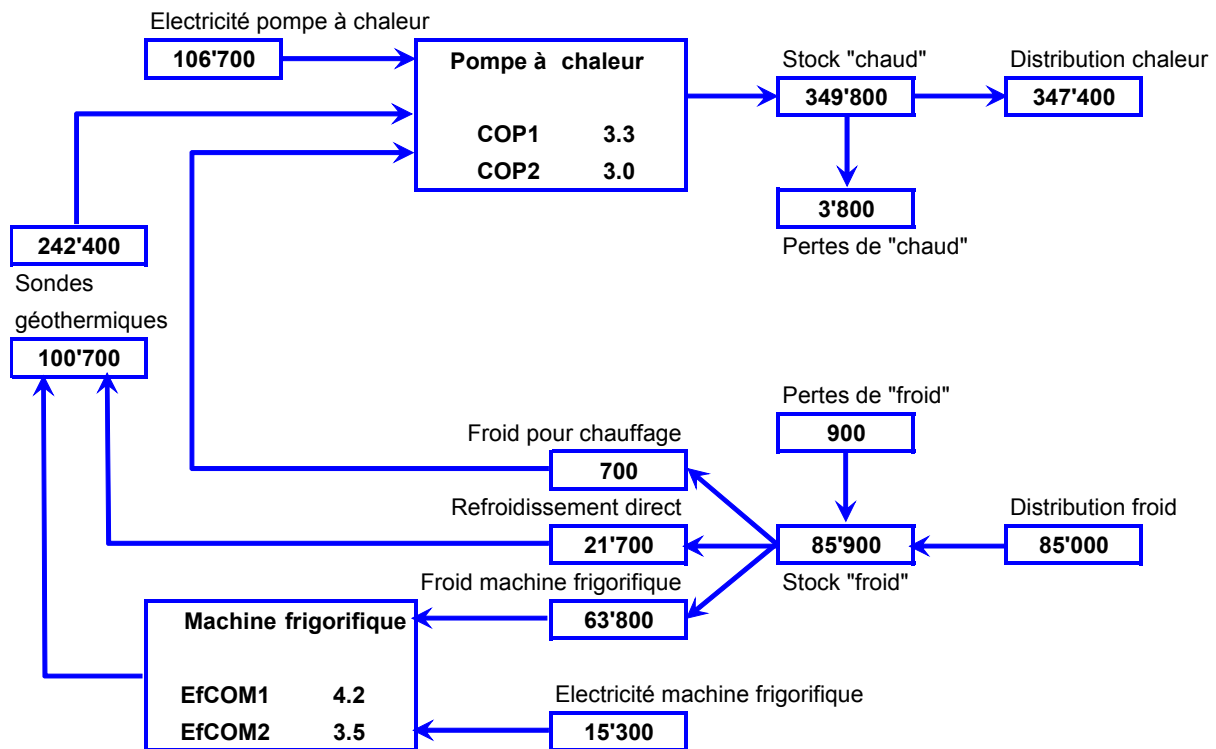 Electricité pompe à chaleur
106'700
Pompe à chaleur
COP1 3.3
COP2 3.0
Stock "chaud"
349'800
Distribution chaleur
347'400
3'800
Pertes de "chaud"
242'400
Sondes
géothermiques
100'700
Pertes de "froid"
900
Froid pour chauffage
700
Refroidissement direct
21'700
Froid machine frigorifique
63'800
85'900
Stock "froid"
Distribution froid
85'000
Machine frigorifique
EfCOM1 4.2
EfCOM2 3.5
Electricité machine frigorifique
15'300